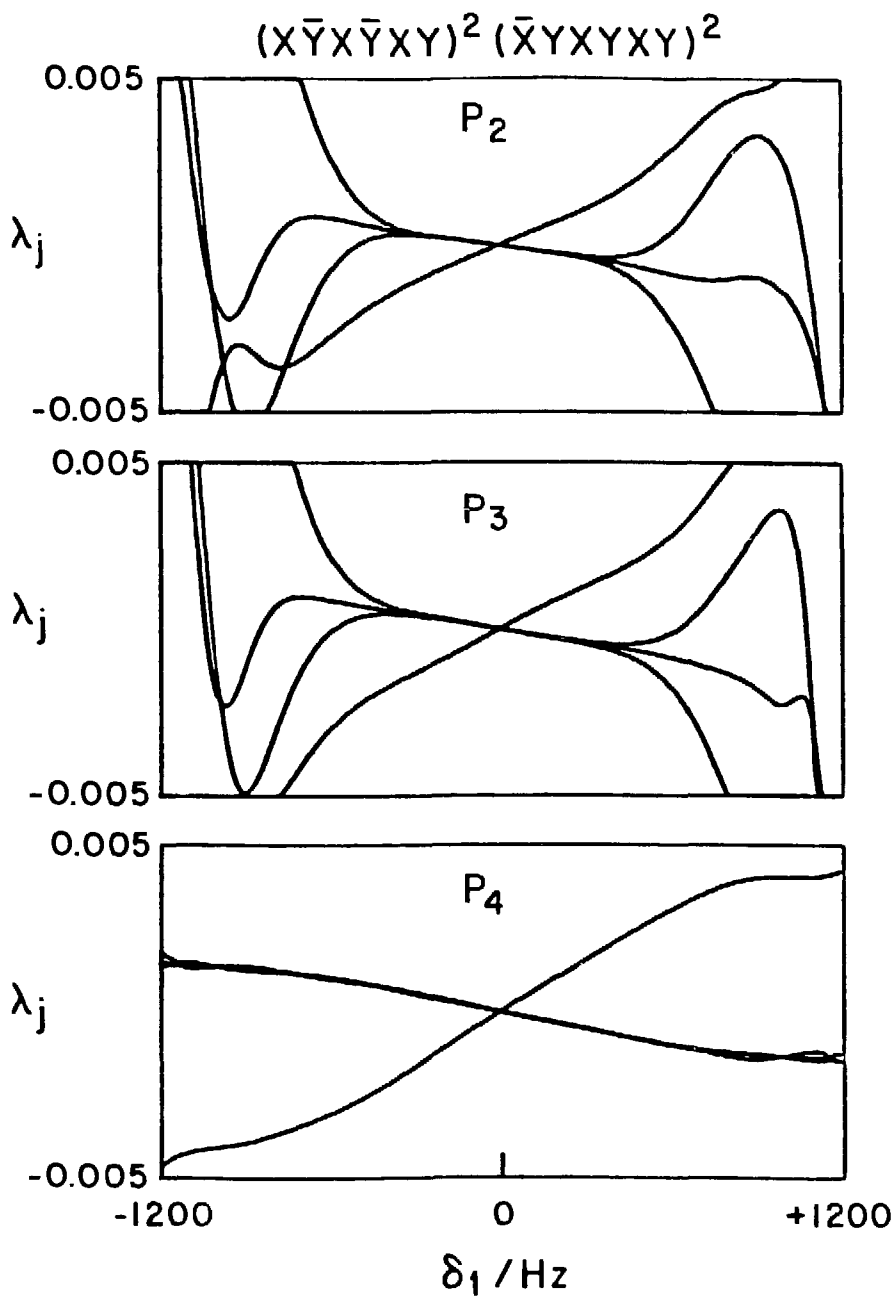 (XȲXȲXY)² (X̄YXYXY)²
0.005
P₂
λⱼ
-0.005
0.005
P₃
λⱼ
-0.005
0.005
P₄
λⱼ
-0.005
-1200 0 +1200
δ₁ /Hz